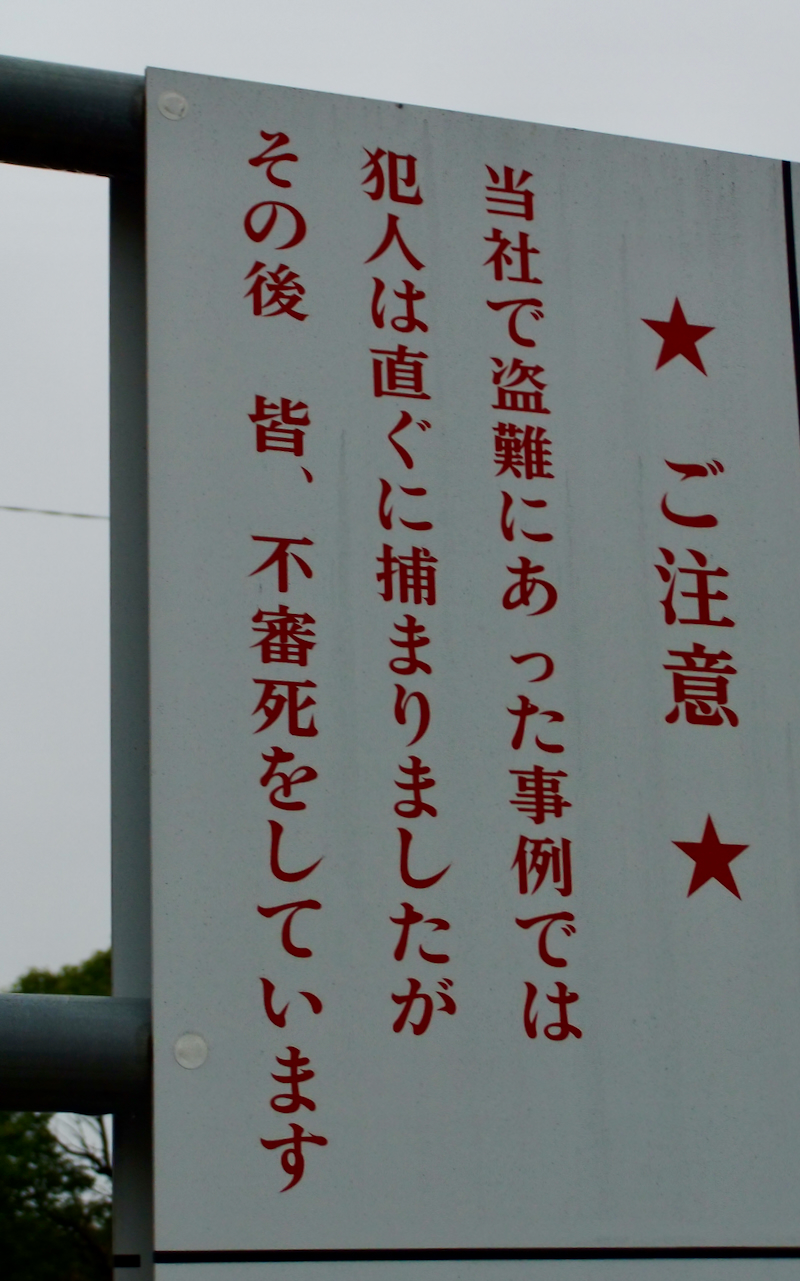 ★ ご注意 ★
当社で盗難にあった事例では
犯人は直ぐに捕まりましたが
その後 皆、不審死をしています